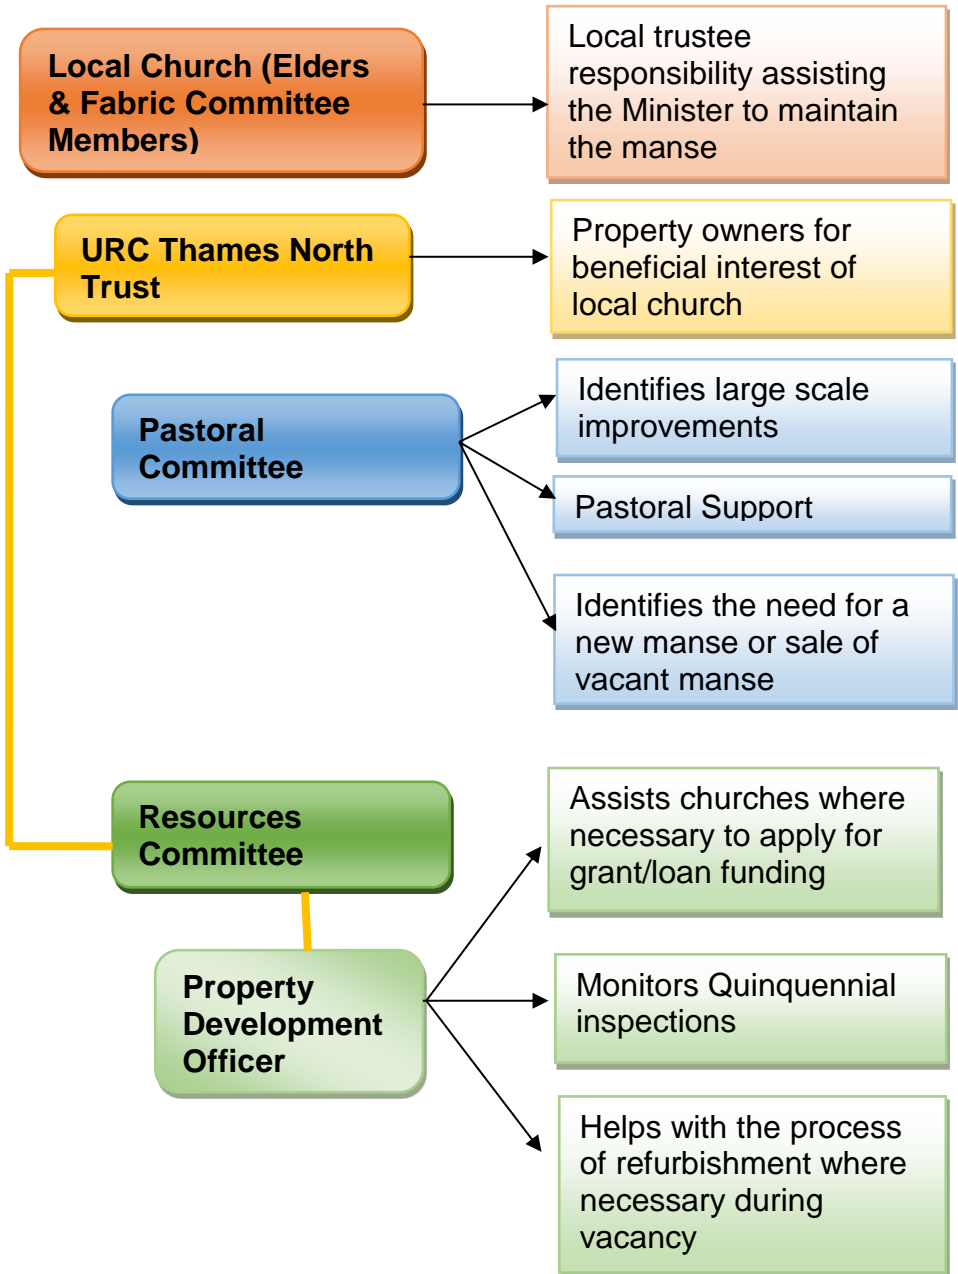 Local Church (Elders
& Fabric Committee
Members)
Local trustee
responsibility assisting
the Minister to maintain
the manse
URC Thames North
Trust
Property owners for
beneficial interest of
local church
Pastoral
Committee
Identifies large scale
improvements
Pastoral Support
Identifies the need for a
new manse or sale of
vacant manse
Resources
Committee
Assists churches where
necessary to apply for
grant/loan funding
Property
Development
Officer
Monitors Quinquennial
inspections
Helps with the process
of refurbishment where
necessary during
vacancy